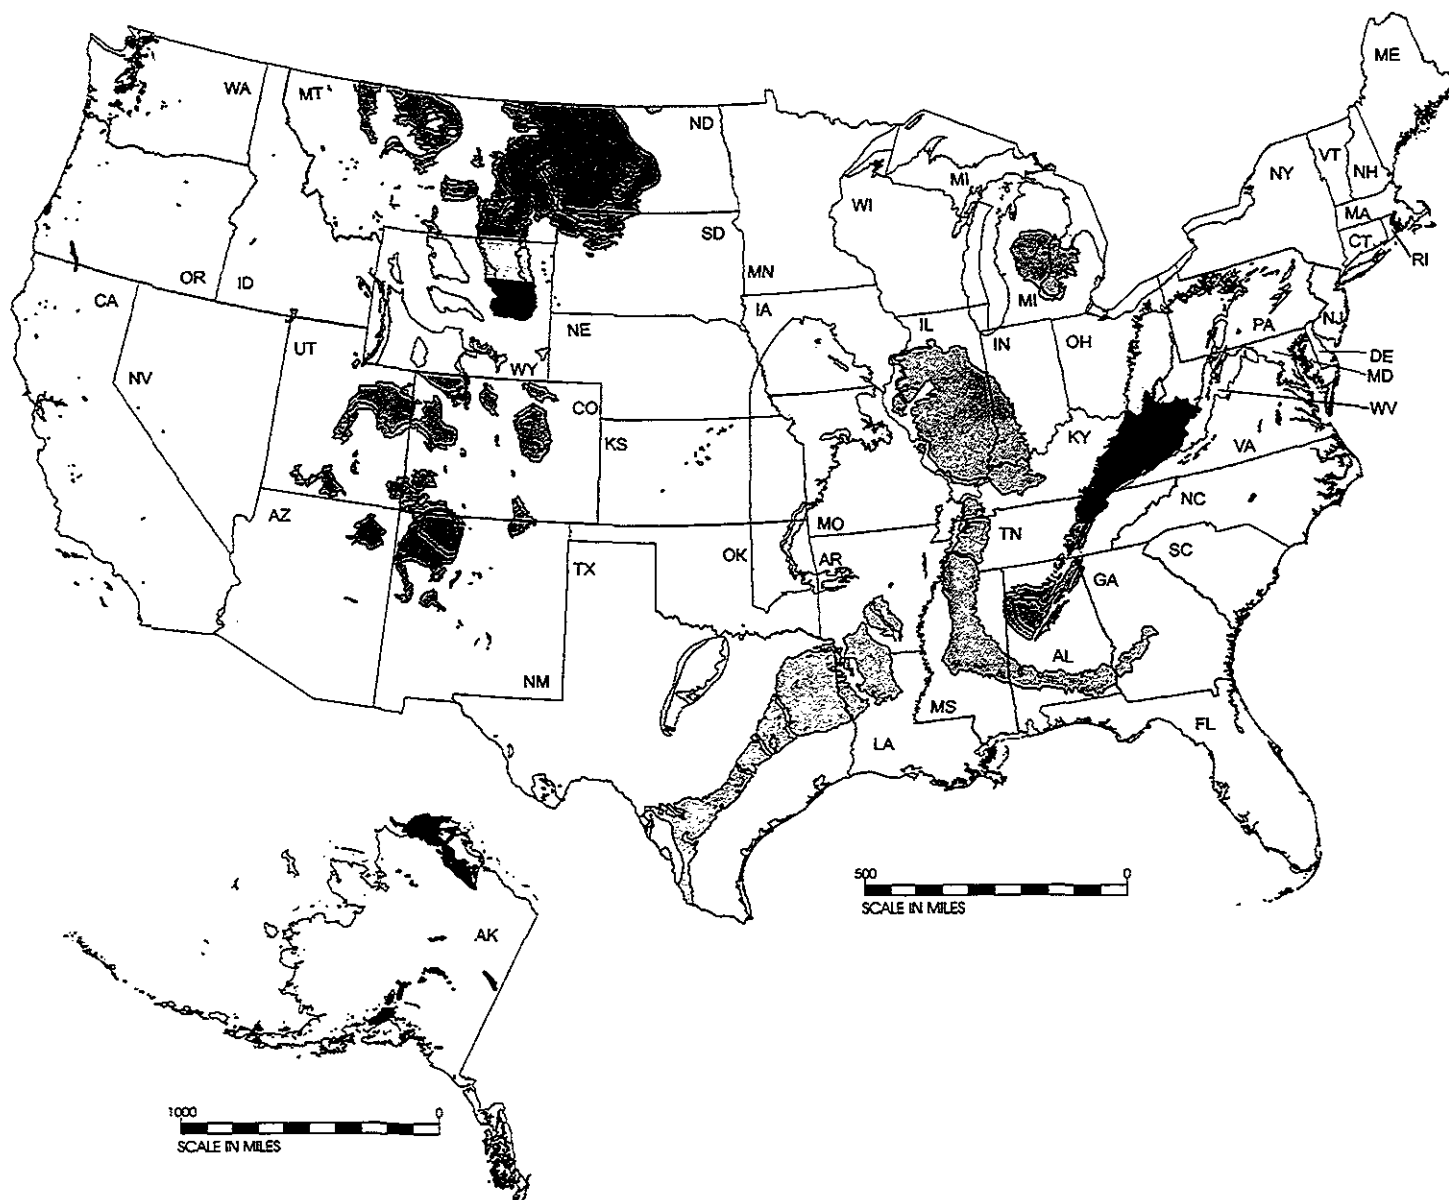 ME
WA
MT
ND
VT
NH
NY
MI
WI
MA
SD
CT
RI
OR
ID
MN
CA
IA
MI
NE
IL
IN
OH
PA
NJ
UT
DE
WY
MD
NV
CO
WV
KS
KY
VA
NC
AZ
MO
TN
OK
AR
SC
TX
GA
AL
NM
MS
FL
LA
500 0
SCALE IN MILES
AK
1000 0
SCALE IN MILES